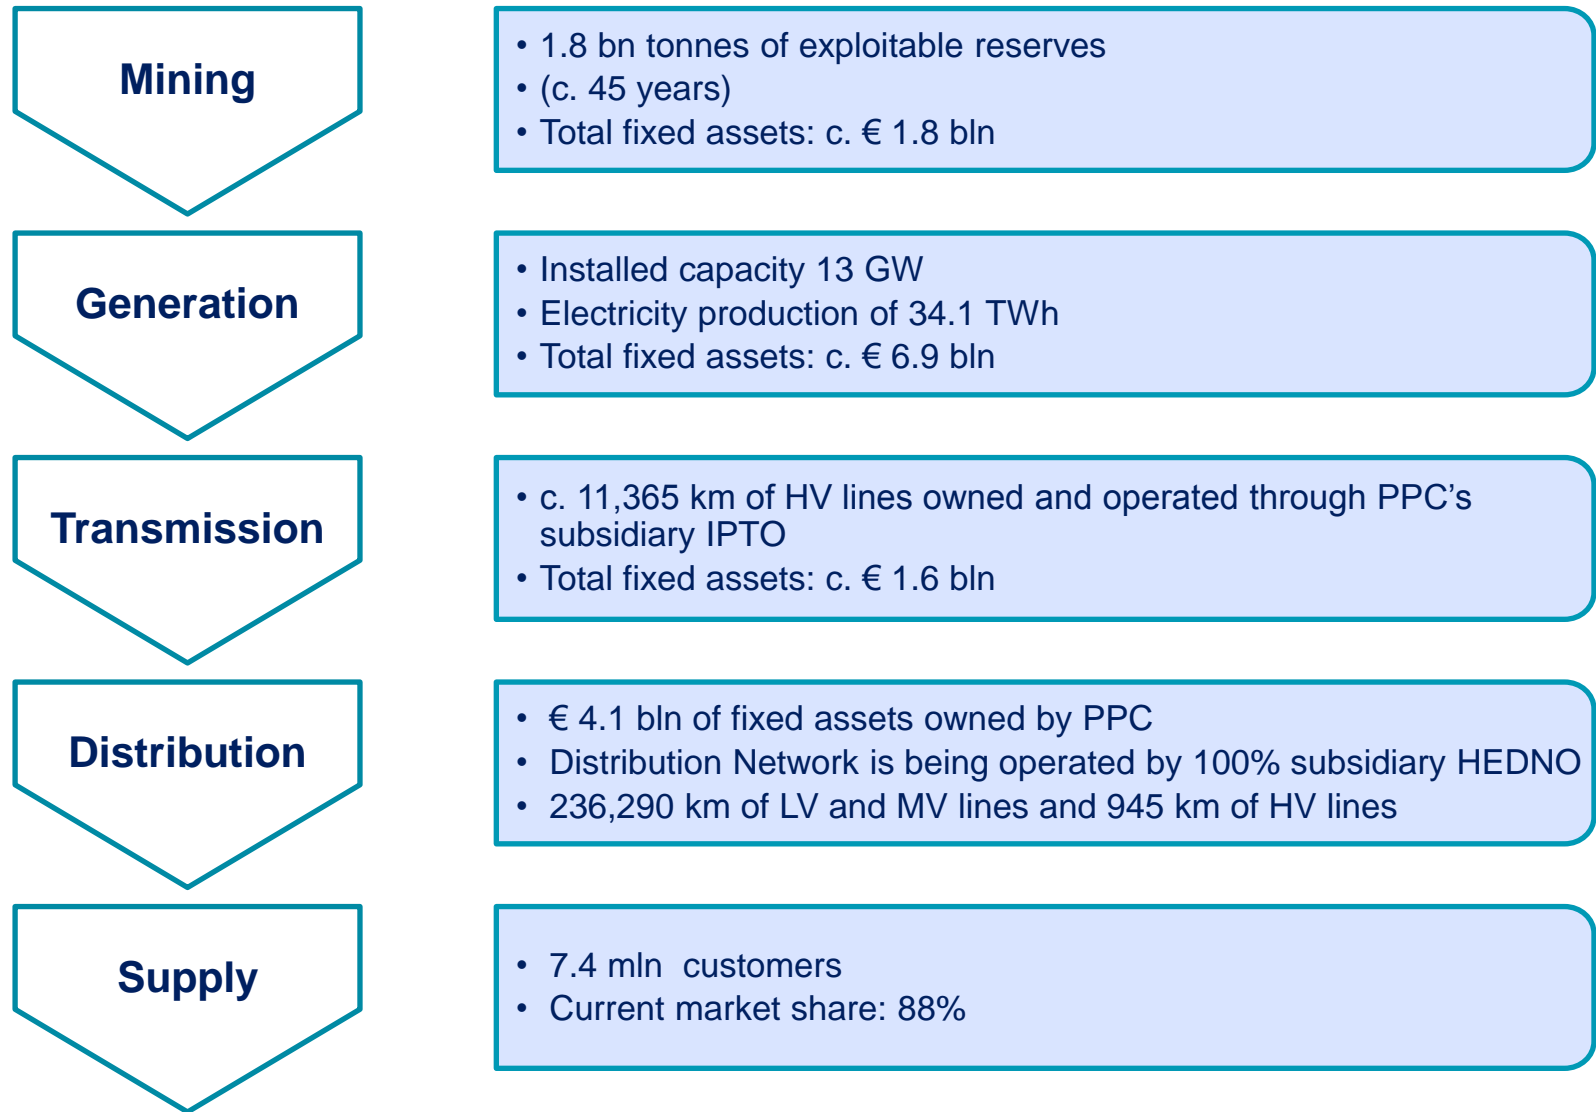 Mining
• 1.8 bn tonnes of exploitable reserves
• (c. 45 years)
• Total fixed assets: c. € 1.8 bln
Generation
• Installed capacity 13 GW
• Electricity production of 34.1 TWh
• Total fixed assets: c. € 6.9 bln
Transmission
• c. 11,365 km of HV lines owned and operated through PPC’s
subsidiary IPTO
• Total fixed assets: c. € 1.6 bln
Distribution
• € 4.1 bln of fixed assets owned by PPC
• Distribution Network is being operated by 100% subsidiary HEDNO
• 236,290 km of LV and MV lines and 945 km of HV lines
Supply
• 7.4 mln customers
• Current market share: 88%